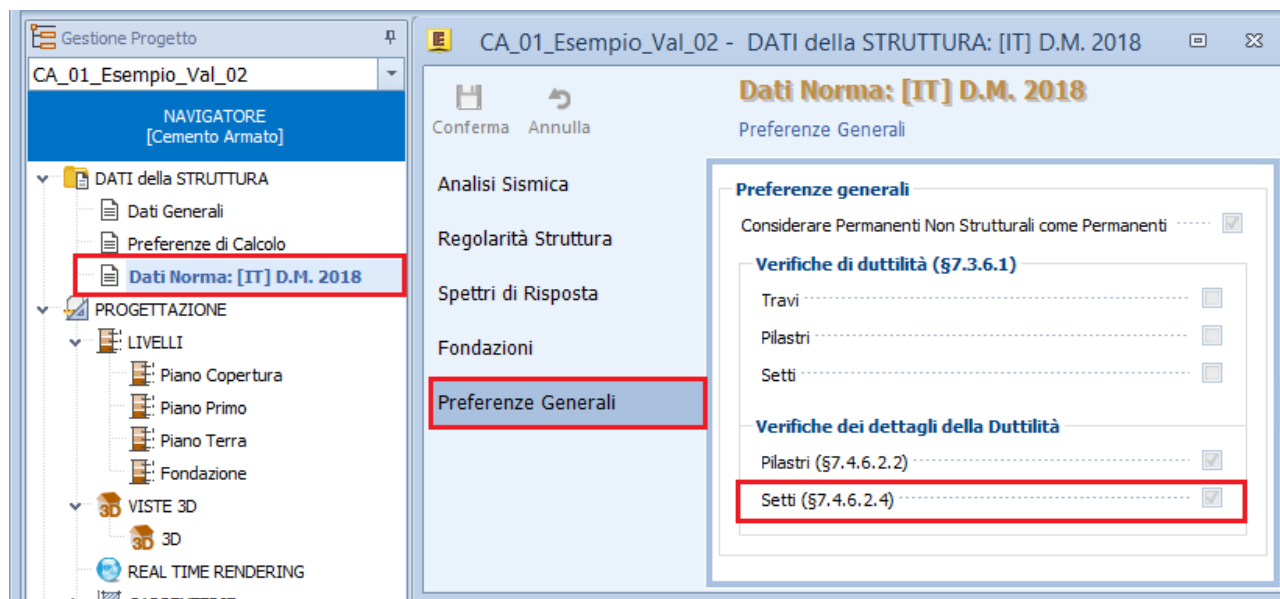 Gestione Progetto
CA_01_Esempio_Val_02
NAVIGATORE
[Cemento Armato]
DATI della STRUTTURA
Dati Generali
Preferenze di Calcolo
Dati Norma: [IT] D.M. 2018
PROGETTAZIONE
LIVELLI
Piano Copertura
Piano Primo
Piano Terra
Fondazione
VISTE 3D
3D
REAL TIME RENDERING
CA_01_Esempio_Val_02 - DATI della STRUTTURA: [IT] D.M. 2018
Conferma Annulla
Dati Norma: [IT] D.M. 2018
Preferenze Generali
Analisi Sismica
Regolarità Struttura
Spettri di Risposta
Fondazioni
Preferenze Generali
Preferenze generali
Considerare Permanenti Non Strutturali come Permanenti
Verifiche di duttilità (§7.3.6.1)
Travi
Pilastri
Setti
Verifiche dei dettagli della Duttilità
Pilastri (§7.4.6.2.2)
Setti (§7.4.6.2.4)